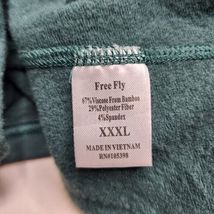 Free Fly
67%Viscose From Bamboo
29%Polyester Fiber
4%Spandex
XXXL
MADE IN VIETNAM
RN#105398